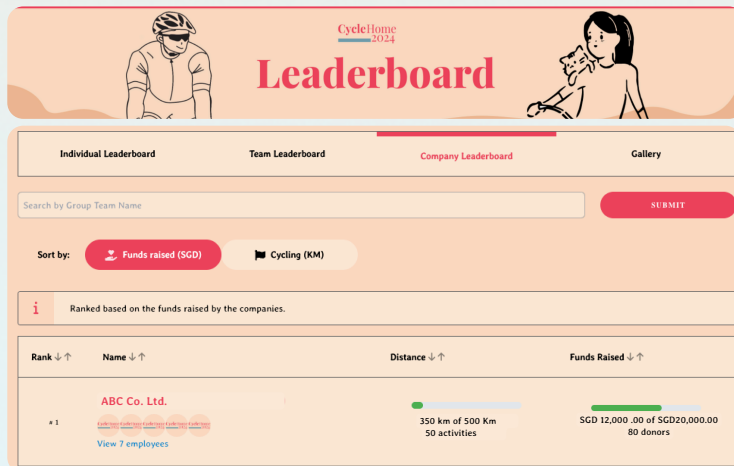 CycleHome
2024
Leaderboard
Individual Leaderboard
Team Leaderboard
Company Leaderboard
Gallery
Search by Group Team Name
SUBMIT
Sort by:
Funds raised (SGD)
Cycling (KM)
i
Ranked based on the funds raised by the companies.
Rank ↓↑
Name ↓↑
Distance ↓↑
Funds Raised ↓↑
# 1
ABC Co. Ltd.
View 7 employees
350 km of 500 Km
50 activities
SGD 12,000 .00 of SGD20,000.00
80 donors